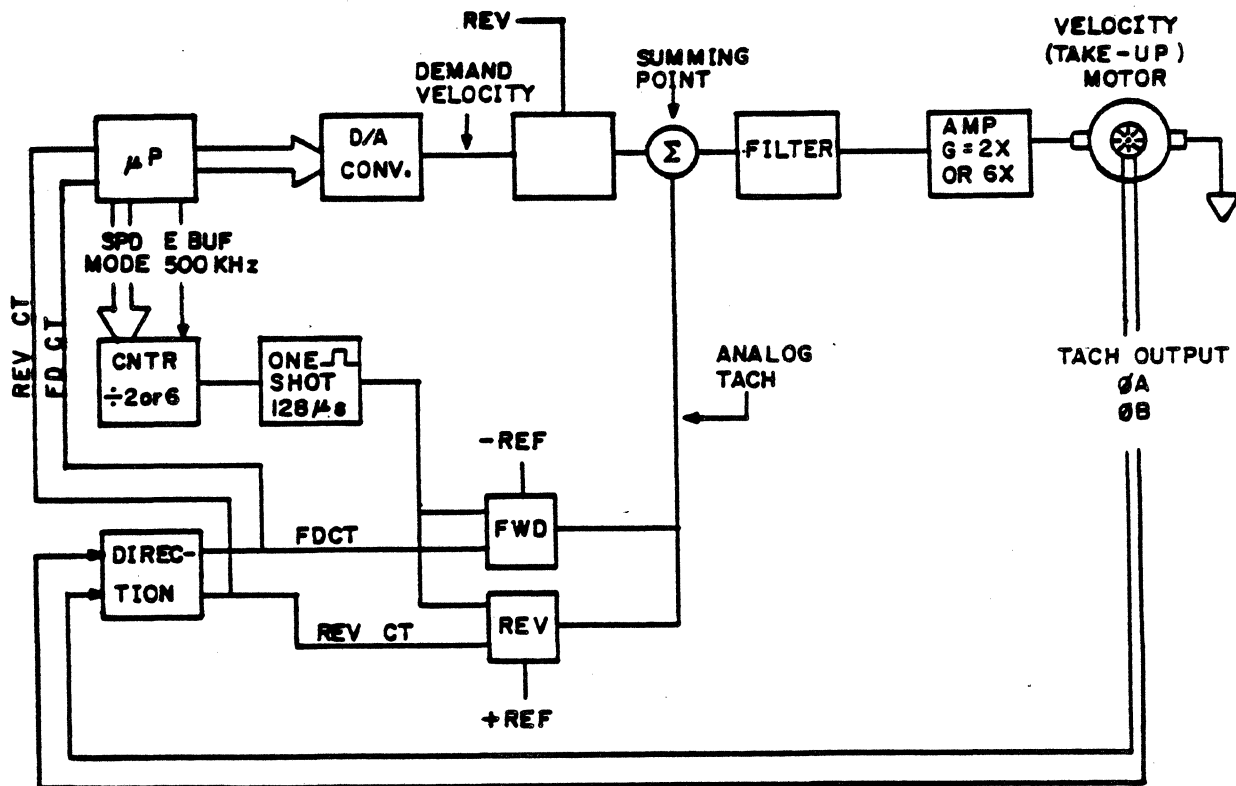 REV
VELOCITY
(TAKE-UP)
MOTOR
SUMMING
POINT
DEMAND
VELOCITY
μP
D/A
CONV.
Σ
FILTER
AMP
G=2X
OR 6X
SPD
MODE
E BUF
500 KHz
REV CT
FD CT
CNTR
÷2or6
ONE
SHOT
128μs
ANALOG
TACH
TACH OUTPUT
ØA
ØB
-REF
FWD
FDCT
DIREC-
TION
REV CT
REV
+REF